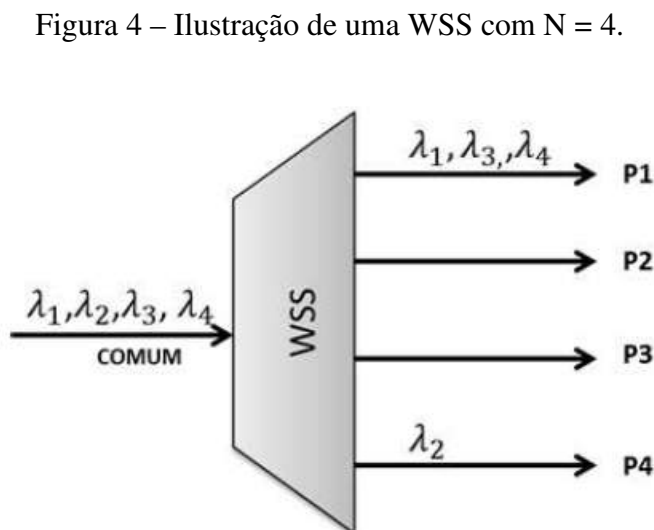 Figura 4 – Ilustração de uma WSS com N = 4.
λ₁, λ₃,,λ₄
P1
P2
λ₁,λ₂,λ₃, λ₄
COMUM
WSS
P3
λ₂
P4